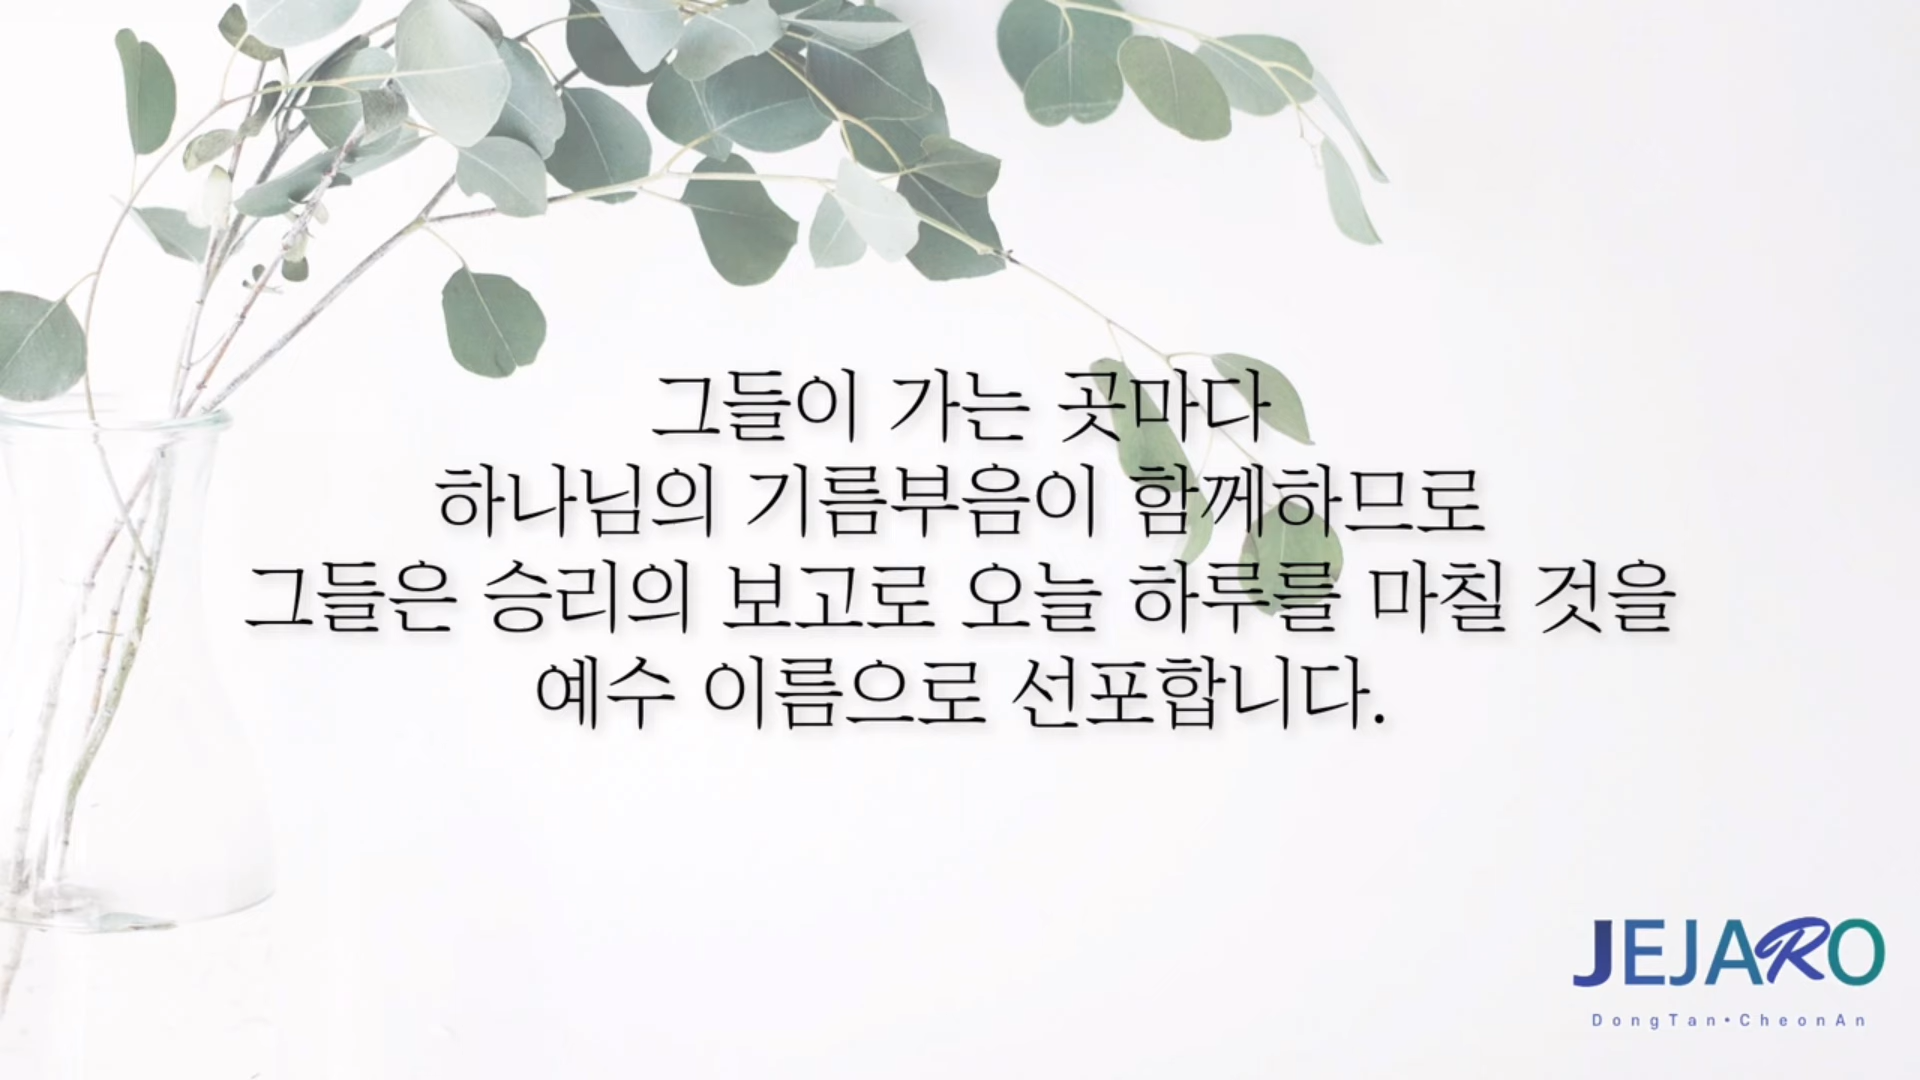 그들이 가는 곳마다
하나님의 기름부음이 함께하므로
그들은 승리의 보고로 오늘 하루를 마칠 것을
예수 이름으로 선포합니다.
JEJARO
DongTan•CheonAn